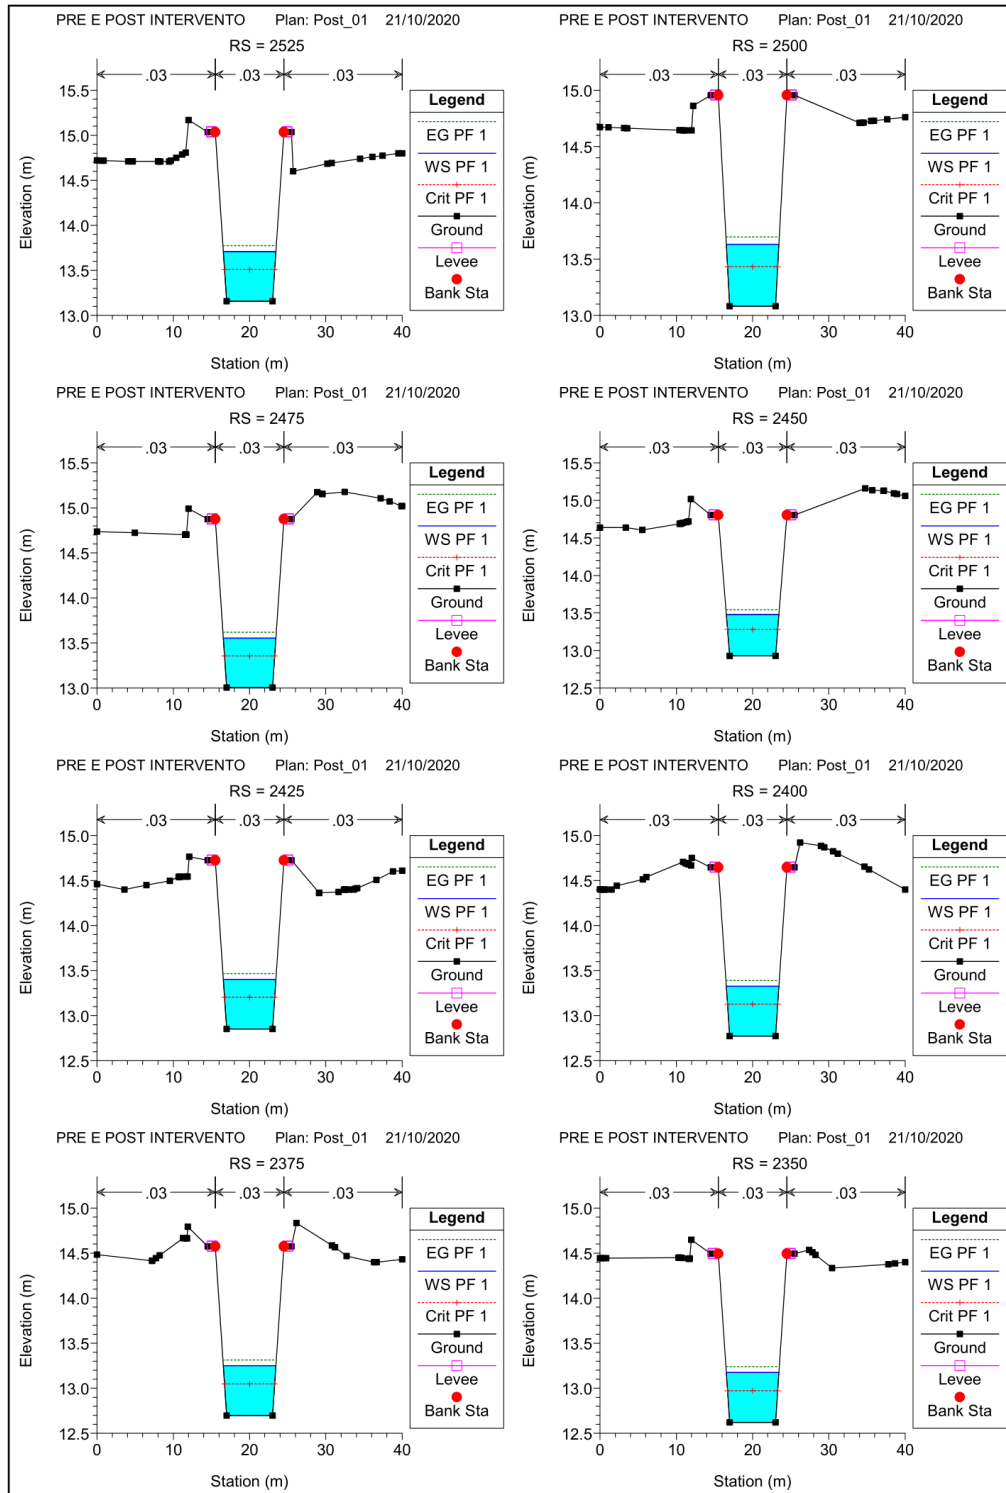 PRE E POST INTERVENTO Plan: Post_01 21/10/2020
RS = 2525
.03 .03 .03
15.5
15.0
14.5
14.0
13.5
13.0
Elevation (m)
0 10 20 30 40
Station (m)
Legend
EG PF 1
WS PF 1
Crit PF 1
Ground
Levee
Bank Sta
PRE E POST INTERVENTO Plan: Post_01 21/10/2020
RS = 2500
.03 .03 .03
15.0
14.5
14.0
13.5
13.0
Elevation (m)
0 10 20 30 40
Station (m)
Legend
EG PF 1
WS PF 1
Crit PF 1
Ground
Levee
Bank Sta
PRE E POST INTERVENTO Plan: Post_01 21/10/2020
RS = 2475
.03 .03 .03
15.5
15.0
14.5
14.0
13.5
13.0
Elevation (m)
0 10 20 30 40
Station (m)
Legend
EG PF 1
WS PF 1
Crit PF 1
Ground
Levee
Bank Sta
PRE E POST INTERVENTO Plan: Post_01 21/10/2020
RS = 2450
.03 .03 .03
15.5
15.0
14.5
14.0
13.5
13.0
12.5
Elevation (m)
0 10 20 30 40
Station (m)
Legend
EG PF 1
WS PF 1
Crit PF 1
Ground
Levee
Bank Sta
PRE E POST INTERVENTO Plan: Post_01 21/10/2020
RS = 2425
.03 .03 .03
15.0
14.5
14.0
13.5
13.0
12.5
Elevation (m)
0 10 20 30 40
Station (m)
Legend
EG PF 1
WS PF 1
Crit PF 1
Ground
Levee
Bank Sta
PRE E POST INTERVENTO Plan: Post_01 21/10/2020
RS = 2400
.03 .03 .03
15.0
14.5
14.0
13.5
13.0
12.5
Elevation (m)
0 10 20 30 40
Station (m)
Legend
EG PF 1
WS PF 1
Crit PF 1
Ground
Levee
Bank Sta
PRE E POST INTERVENTO Plan: Post_01 21/10/2020
RS = 2375
.03 .03 .03
15.0
14.5
14.0
13.5
13.0
12.5
Elevation (m)
0 10 20 30 40
Station (m)
Legend
EG PF 1
WS PF 1
Crit PF 1
Ground
Levee
Bank Sta
PRE E POST INTERVENTO Plan: Post_01 21/10/2020
RS = 2350
.03 .03 .03
15.0
14.5
14.0
13.5
13.0
12.5
Elevation (m)
0 10 20 30 40
Station (m)
Legend
EG PF 1
WS PF 1
Crit PF 1
Ground
Levee
Bank Sta